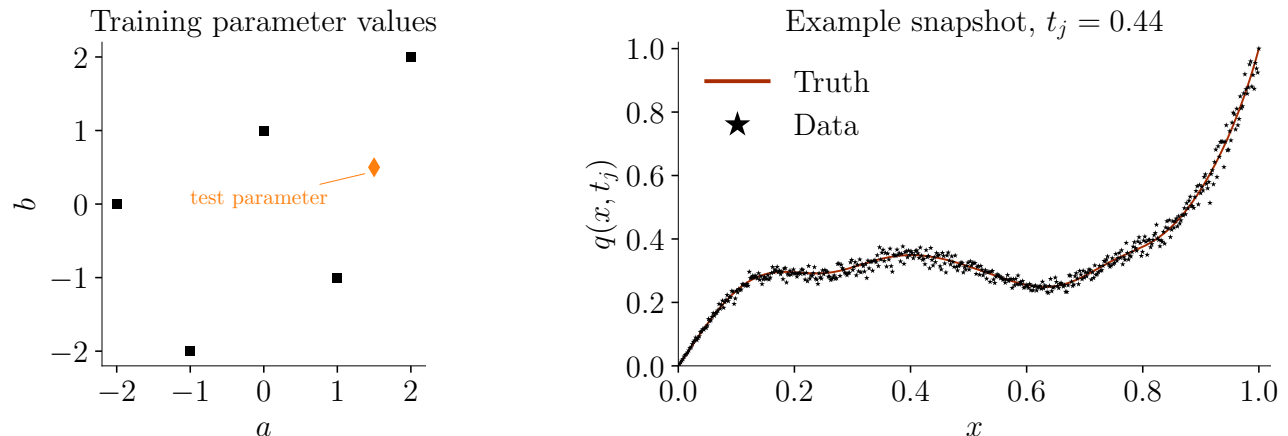 Training parameter values
2
1
0
−1
−2
b
test parameter
−2
−1
0
1
2
a
Example snapshot, t_j = 0.44
1.0
0.8
0.6
0.4
0.2
0.0
q(x, t_j)
Truth
Data
0.0
0.2
0.4
0.6
0.8
1.0
x